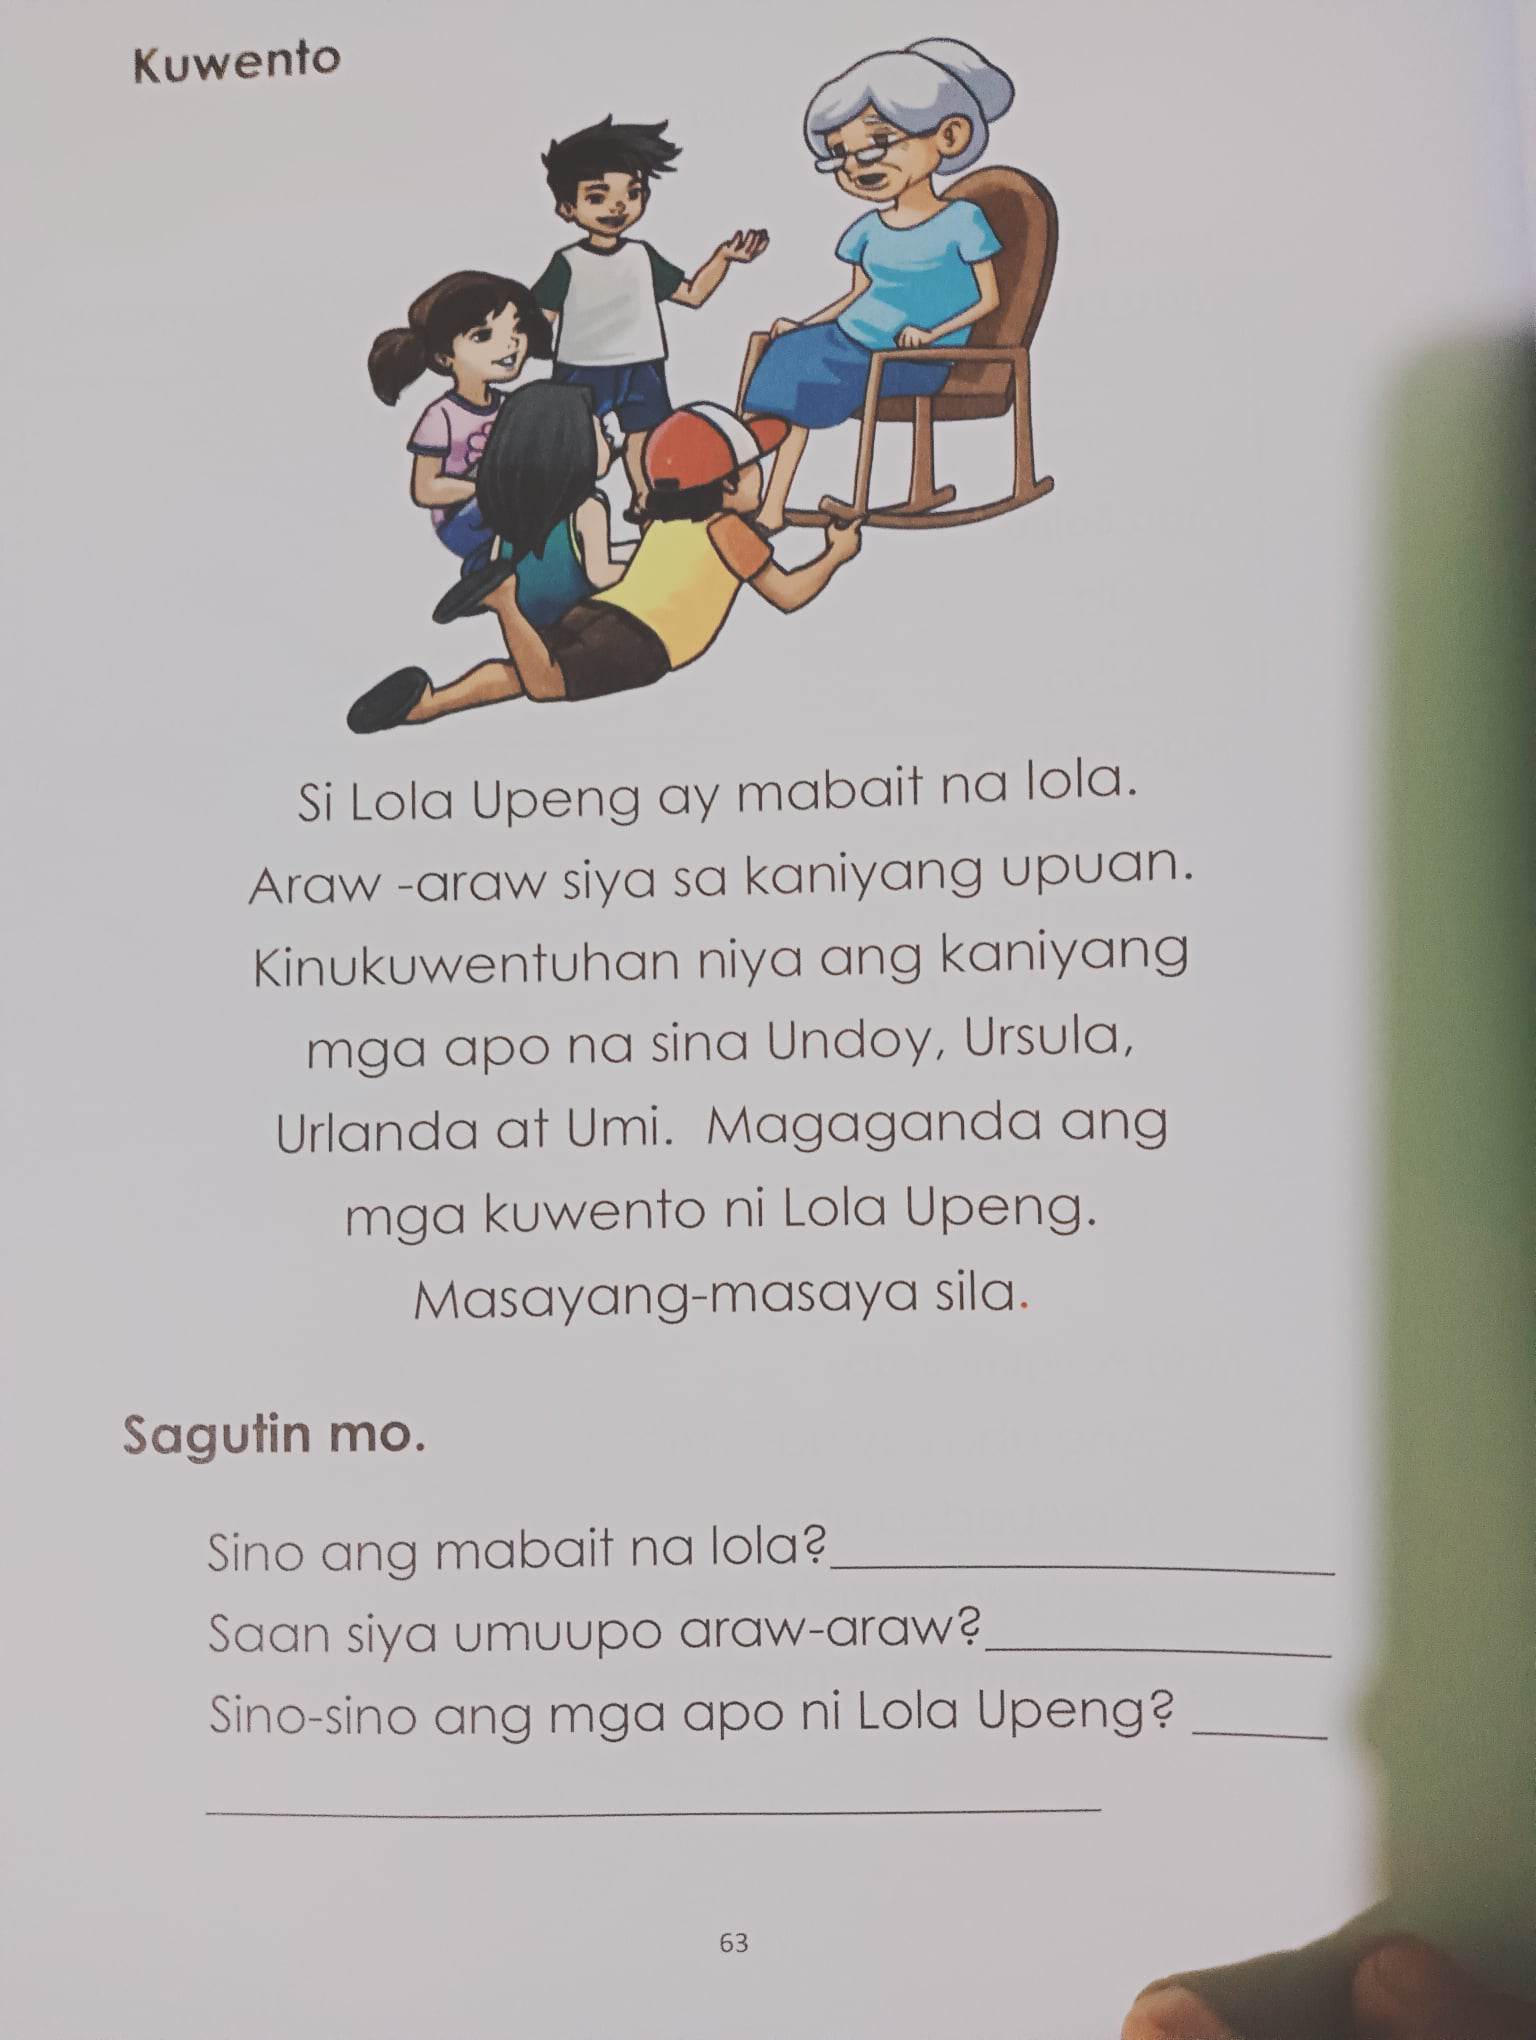 Kuwento
Si Lola Upeng ay mabait na lola.
Araw -araw siya sa kaniyang upuan.
Kinukuwentuhan niya ang kaniyang
mga apo na sina Undoy, Ursula,
Urlanda at Umi. Magaganda ang
mga kuwento ni Lola Upeng.
Masayang-masaya sila.
Sagutin mo.
Sino ang mabait na lola?
Saan siya umuupo araw-araw?
Sino-sino ang mga apo ni Lola Upeng?
63